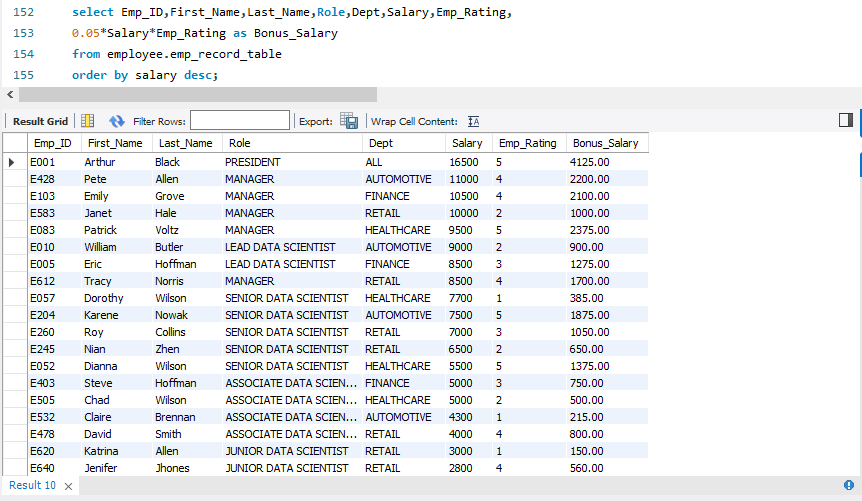 152 select Emp_ID,First_Name,Last_Name,Role,Dept,Salary,Emp_Rating,
153 0.05*Salary*Emp_Rating as Bonus_Salary
154 from employee.emp_record_table
155 order by salary desc;
Result Grid Filter Rows: Export: Wrap Cell Content:
Emp_ID First_Name Last_Name Role Dept Salary Emp_Rating Bonus_Salary
E001 Arthur Black PRESIDENT ALL 16500 5 4125.00
E428 Pete Allen MANAGER AUTOMOTIVE 11000 4 2200.00
E103 Emily Grove MANAGER FINANCE 10500 4 2100.00
E583 Janet Hale MANAGER RETAIL 10000 2 1000.00
E083 Patrick Voltz MANAGER HEALTHCARE 9500 5 2375.00
E010 William Butler LEAD DATA SCIENTIST AUTOMOTIVE 9000 2 900.00
E005 Eric Hoffman LEAD DATA SCIENTIST FINANCE 8500 3 1275.00
E612 Tracy Norris MANAGER RETAIL 8500 4 1700.00
E057 Dorothy Wilson SENIOR DATA SCIENTIST HEALTHCARE 7700 1 385.00
E204 Karene Nowak SENIOR DATA SCIENTIST AUTOMOTIVE 7500 5 1875.00
E260 Roy Collins SENIOR DATA SCIENTIST RETAIL 7000 3 1050.00
E245 Nian Zhen SENIOR DATA SCIENTIST RETAIL 6500 2 650.00
E052 Dianna Wilson SENIOR DATA SCIENTIST HEALTHCARE 5500 5 1375.00
E403 Steve Hoffman ASSOCIATE DATA SCIEN... FINANCE 5000 3 750.00
E505 Chad Wilson ASSOCIATE DATA SCIEN... HEALTHCARE 5000 2 500.00
E532 Claire Brennan ASSOCIATE DATA SCIEN... AUTOMOTIVE 4300 1 215.00
E478 David Smith ASSOCIATE DATA SCIEN... RETAIL 4000 4 800.00
E620 Katrina Allen JUNIOR DATA SCIENTIST RETAIL 3000 1 150.00
E640 Jenifer Jhones JUNIOR DATA SCIENTIST RETAIL 2800 4 560.00
Result 10